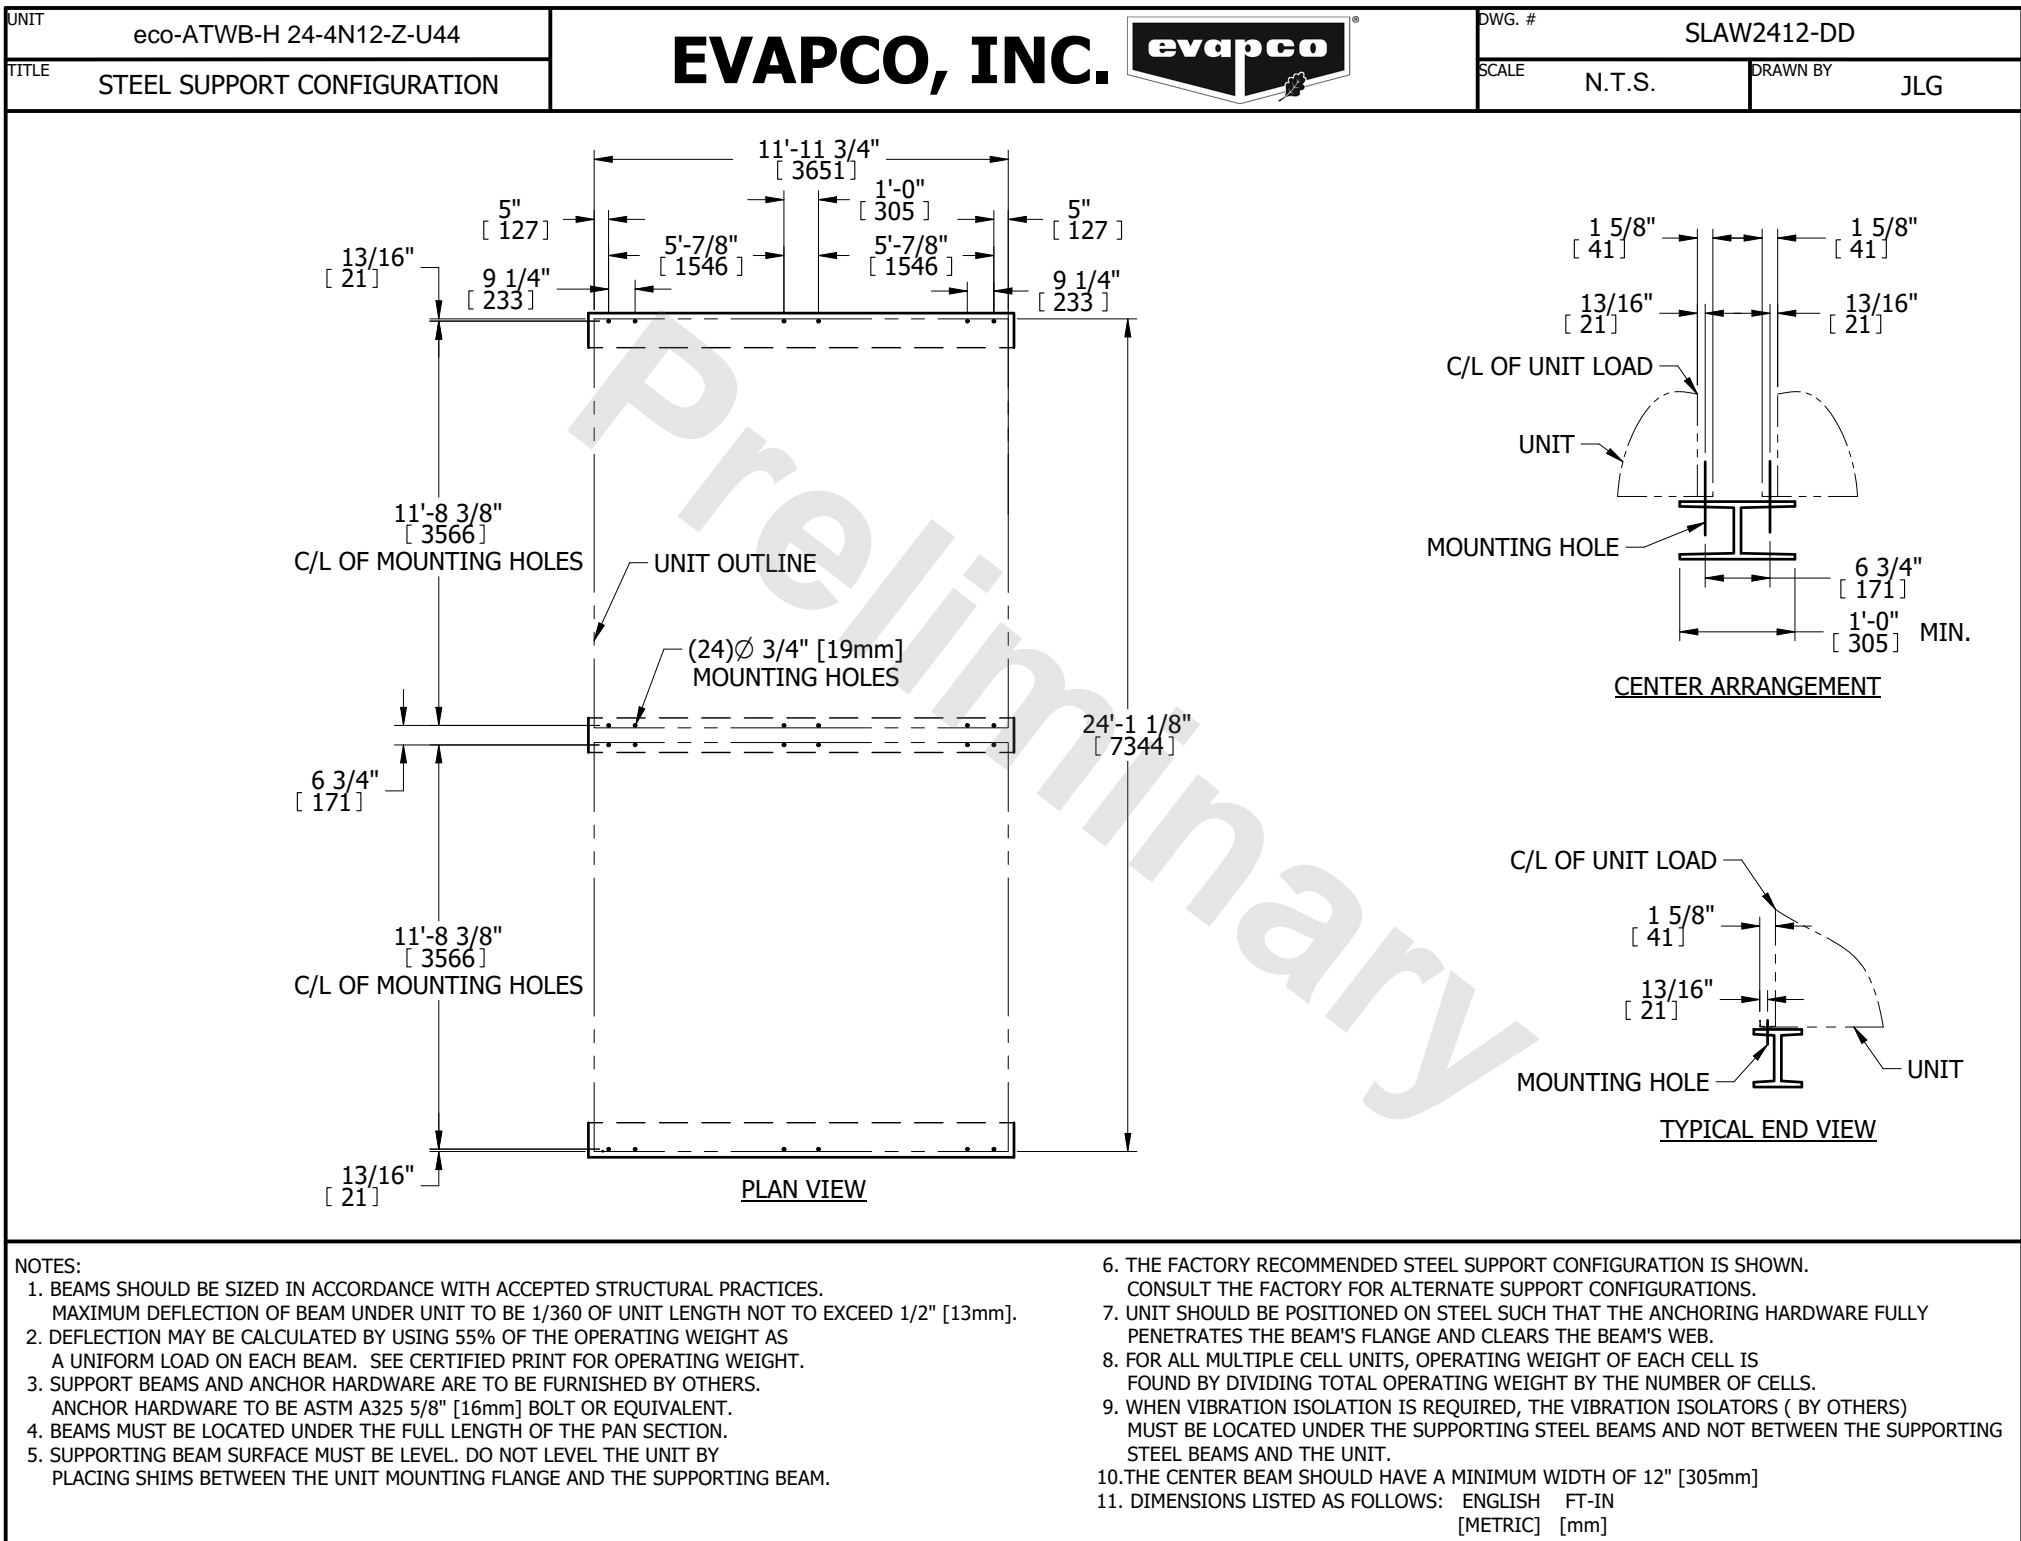 UNIT
eco-ATWB-H 24-4N12-Z-U44
TITLE
STEEL SUPPORT CONFIGURATION
EVAPCO, INC.
evapco
®
DWG. #
SLAW2412-DD
SCALE
N.T.S.
DRAWN BY
JLG
11'-11 3/4"
[ 3651 ]
1'-0"
[ 305 ]
5"
[ 127 ]
5"
[ 127 ]
5'-7/8"
[ 1546 ]
5'-7/8"
[ 1546 ]
13/16"
[ 21 ]
9 1/4"
[ 233 ]
9 1/4"
[ 233 ]
11'-8 3/8"
[ 3566 ]
C/L OF MOUNTING HOLES
UNIT OUTLINE
(24)∅ 3/4" [19mm]
MOUNTING HOLES
24'-1 1/8"
[ 7344 ]
6 3/4"
[ 171 ]
11'-8 3/8"
[ 3566 ]
C/L OF MOUNTING HOLES
13/16"
[ 21 ]
PLAN VIEW
Preliminary
1 5/8"
[ 41 ]
1 5/8"
[ 41 ]
13/16"
[ 21 ]
13/16"
[ 21 ]
C/L OF UNIT LOAD
UNIT
MOUNTING HOLE
6 3/4"
[ 171 ]
1'-0"
[ 305 ] MIN.
CENTER ARRANGEMENT
C/L OF UNIT LOAD
1 5/8"
[ 41 ]
13/16"
[ 21 ]
MOUNTING HOLE
UNIT
TYPICAL END VIEW
NOTES:
1. BEAMS SHOULD BE SIZED IN ACCORDANCE WITH ACCEPTED STRUCTURAL PRACTICES.
MAXIMUM DEFLECTION OF BEAM UNDER UNIT TO BE 1/360 OF UNIT LENGTH NOT TO EXCEED 1/2" [13mm].
2. DEFLECTION MAY BE CALCULATED BY USING 55% OF THE OPERATING WEIGHT AS
A UNIFORM LOAD ON EACH BEAM. SEE CERTIFIED PRINT FOR OPERATING WEIGHT.
3. SUPPORT BEAMS AND ANCHOR HARDWARE ARE TO BE FURNISHED BY OTHERS.
ANCHOR HARDWARE TO BE ASTM A325 5/8" [16mm] BOLT OR EQUIVALENT.
4. BEAMS MUST BE LOCATED UNDER THE FULL LENGTH OF THE PAN SECTION.
5. SUPPORTING BEAM SURFACE MUST BE LEVEL. DO NOT LEVEL THE UNIT BY
PLACING SHIMS BETWEEN THE UNIT MOUNTING FLANGE AND THE SUPPORTING BEAM.
6. THE FACTORY RECOMMENDED STEEL SUPPORT CONFIGURATION IS SHOWN.
CONSULT THE FACTORY FOR ALTERNATE SUPPORT CONFIGURATIONS.
7. UNIT SHOULD BE POSITIONED ON STEEL SUCH THAT THE ANCHORING HARDWARE FULLY
PENETRATES THE BEAM'S FLANGE AND CLEARS THE BEAM'S WEB.
8. FOR ALL MULTIPLE CELL UNITS, OPERATING WEIGHT OF EACH CELL IS
FOUND BY DIVIDING TOTAL OPERATING WEIGHT BY THE NUMBER OF CELLS.
9. WHEN VIBRATION ISOLATION IS REQUIRED, THE VIBRATION ISOLATORS ( BY OTHERS)
MUST BE LOCATED UNDER THE SUPPORTING STEEL BEAMS AND NOT BETWEEN THE SUPPORTING
STEEL BEAMS AND THE UNIT.
10.THE CENTER BEAM SHOULD HAVE A MINIMUM WIDTH OF 12" [305mm]
11. DIMENSIONS LISTED AS FOLLOWS: ENGLISH FT-IN
[METRIC] [mm]